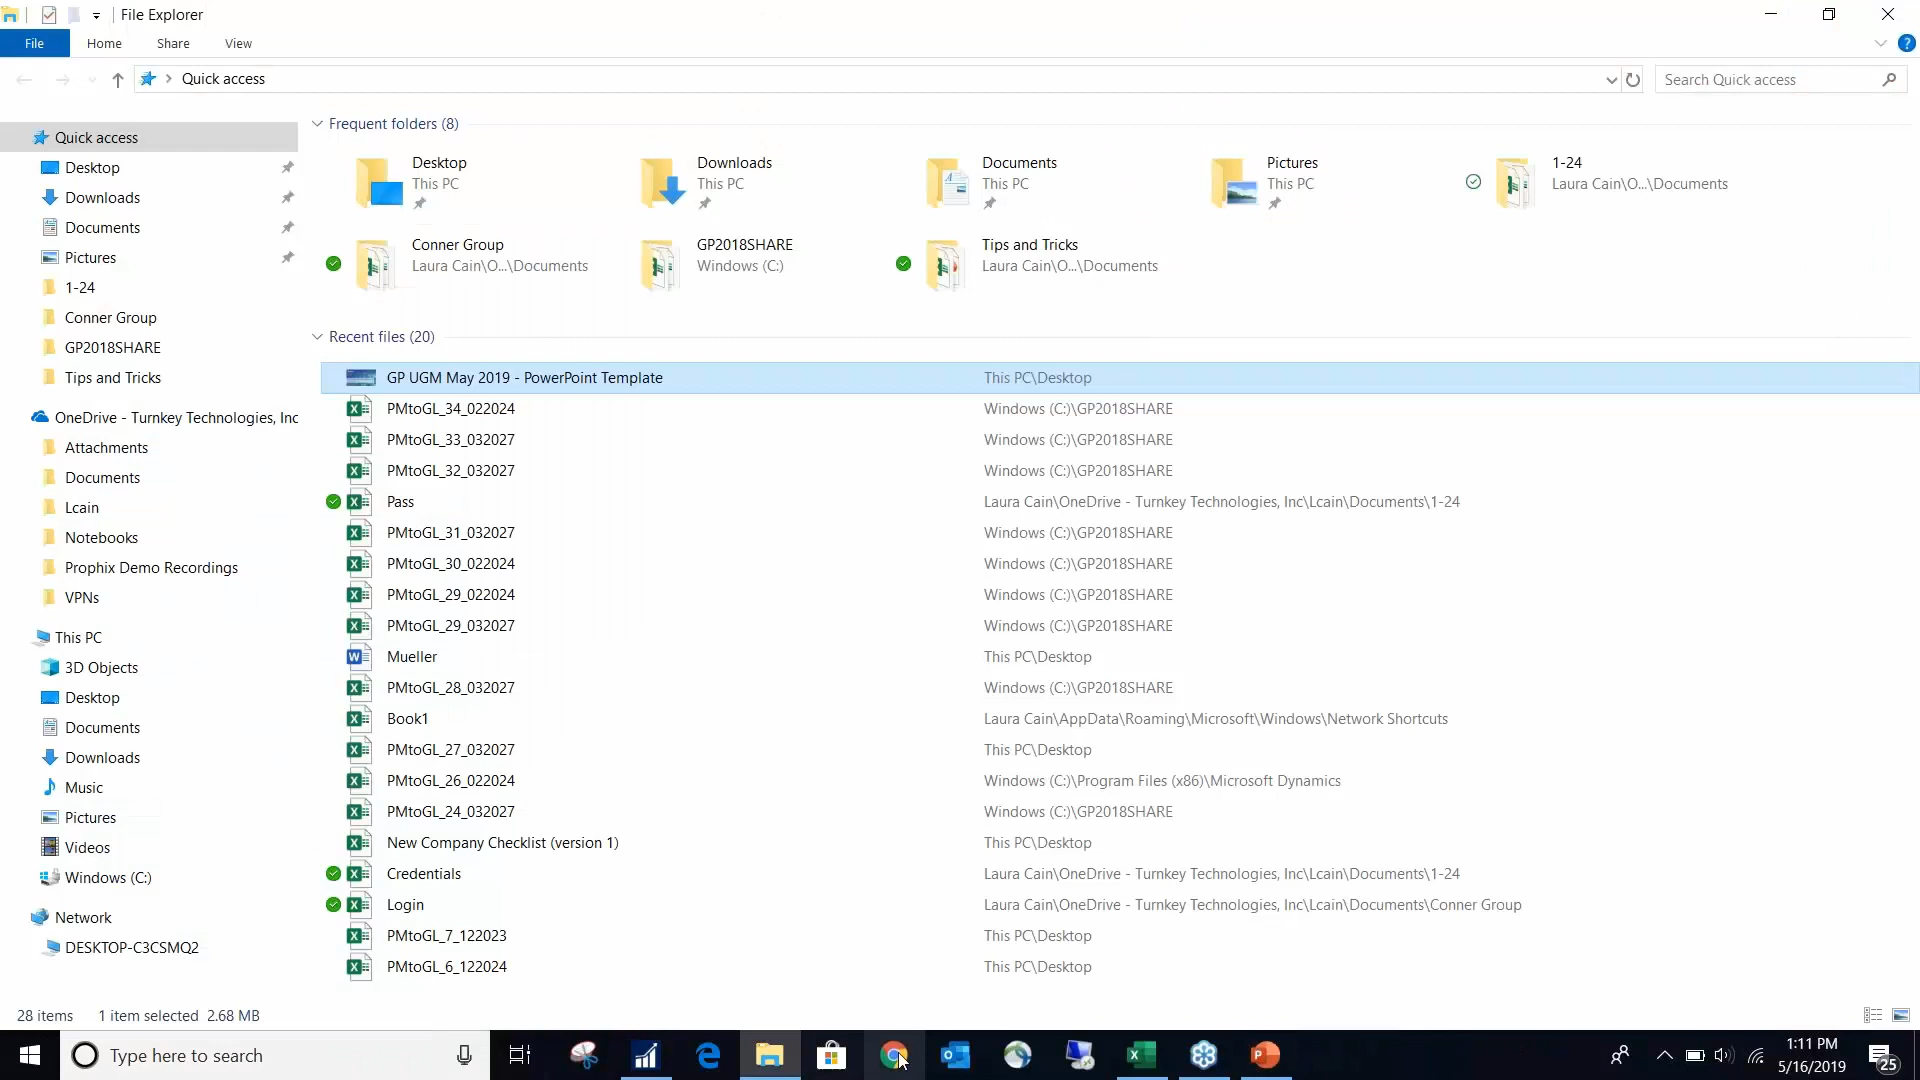 File Explorer
File Home Share View
Quick access
Search Quick access
Quick access
Desktop
Downloads
Documents
Pictures
1-24
Conner Group
GP2018SHARE
Tips and Tricks
OneDrive - Turnkey Technologies, Inc
Attachments
Documents
Lcain
Notebooks
Prophix Demo Recordings
VPNs
This PC
3D Objects
Desktop
Documents
Downloads
Music
Pictures
Videos
Windows (C:)
Network
DESKTOP-C3CSMQ2
Frequent folders (8)
Desktop
This PC
Downloads
This PC
Documents
This PC
Pictures
This PC
1-24
Laura Cain\O...\Documents
Conner Group
Laura Cain\O...\Documents
GP2018SHARE
Windows (C:)
Tips and Tricks
Laura Cain\O...\Documents
Recent files (20)
GP UGM May 2019 - PowerPoint Template This PC\Desktop
PMtoGL_34_022024 Windows (C:)\GP2018SHARE
PMtoGL_33_032027 Windows (C:)\GP2018SHARE
PMtoGL_32_032027 Windows (C:)\GP2018SHARE
Pass Laura Cain\OneDrive - Turnkey Technologies, Inc\Lcain\Documents\1-24
PMtoGL_31_032027 Windows (C:)\GP2018SHARE
PMtoGL_30_022024 Windows (C:)\GP2018SHARE
PMtoGL_29_022024 Windows (C:)\GP2018SHARE
PMtoGL_29_032027 Windows (C:)\GP2018SHARE
Mueller This PC\Desktop
PMtoGL_28_032027 Windows (C:)\GP2018SHARE
Book1 Laura Cain\AppData\Roaming\Microsoft\Windows\Network Shortcuts
PMtoGL_27_032027 This PC\Desktop
PMtoGL_26_022024 Windows (C:)\Program Files (x86)\Microsoft Dynamics
PMtoGL_24_032027 Windows (C:)\GP2018SHARE
New Company Checklist (version 1) This PC\Desktop
Credentials Laura Cain\OneDrive - Turnkey Technologies, Inc\Lcain\Documents\1-24
Login Laura Cain\OneDrive - Turnkey Technologies, Inc\Lcain\Documents\Conner Group
PMtoGL_7_122023 This PC\Desktop
PMtoGL_6_122024 This PC\Desktop
28 items 1 item selected 2.68 MB
Type here to search
1:11 PM
5/16/2019
25